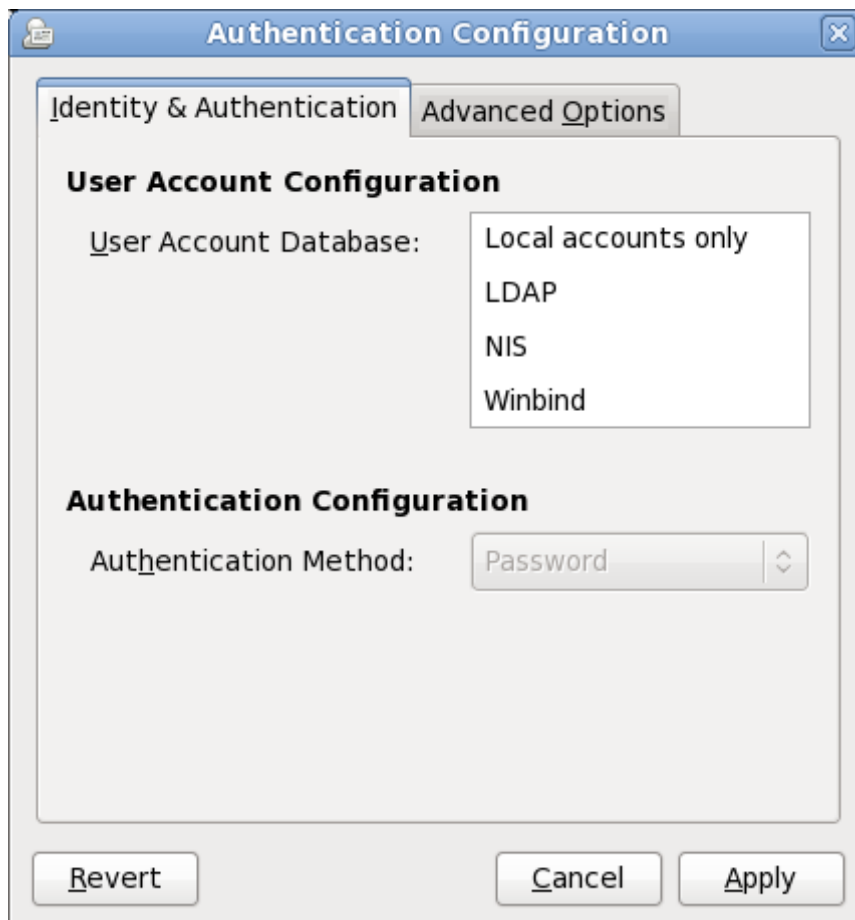 Authentication Configuration
Identity & Authentication
Advanced Options
User Account Configuration
User Account Database:
Local accounts only
LDAP
NIS
Winbind
Authentication Configuration
Authentication Method:
Password
Revert
Cancel
Apply